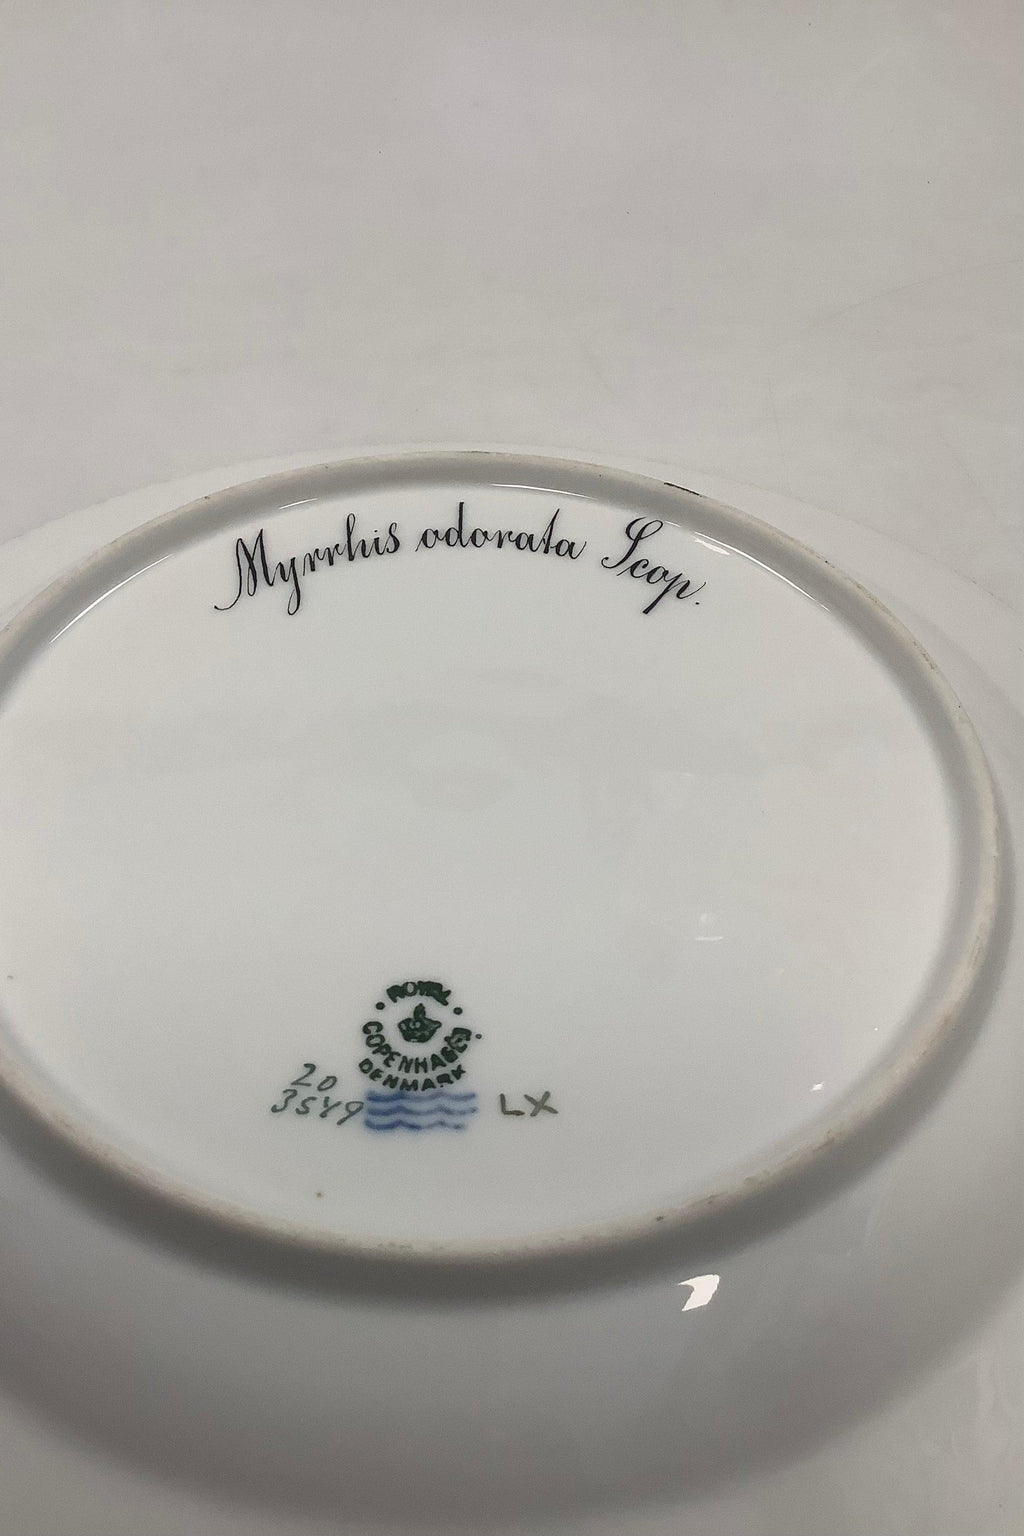 Myrrhis odorata Scop.
ROYAL
COPENHAGEN
DENMARK
20
3549 LX